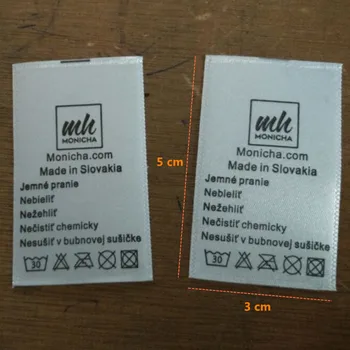 mh
MONICHA
Monicha.com
Made in Slovakia
Jemné pranie
Nebieliť
Nežehliť
Nečistiť chemicky
Nesušiť v bubnovej sušičke
30
mh
MONICHA
Monicha.com
Made in Slovakia
Jemné pranie
Nebieliť
Nežehliť
Nečistiť chemicky
Nesušiť v bubnovej sušičke
30
5 cm
3 cm